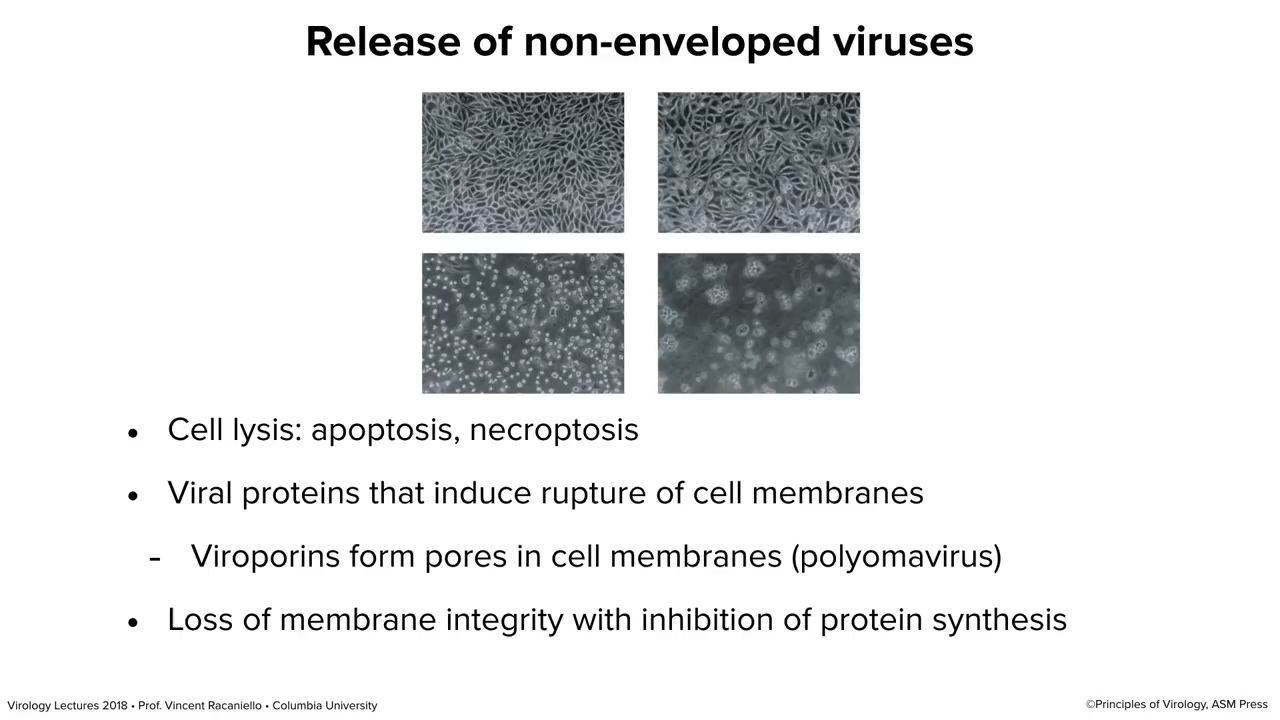 Release of non-enveloped viruses
• Cell lysis: apoptosis, necroptosis
• Viral proteins that induce rupture of cell membranes
- Viroporins form pores in cell membranes (polyomavirus)
• Loss of membrane integrity with inhibition of protein synthesis
Virology Lectures 2018 • Prof. Vincent Racaniello • Columbia University
©Principles of Virology, ASM Press